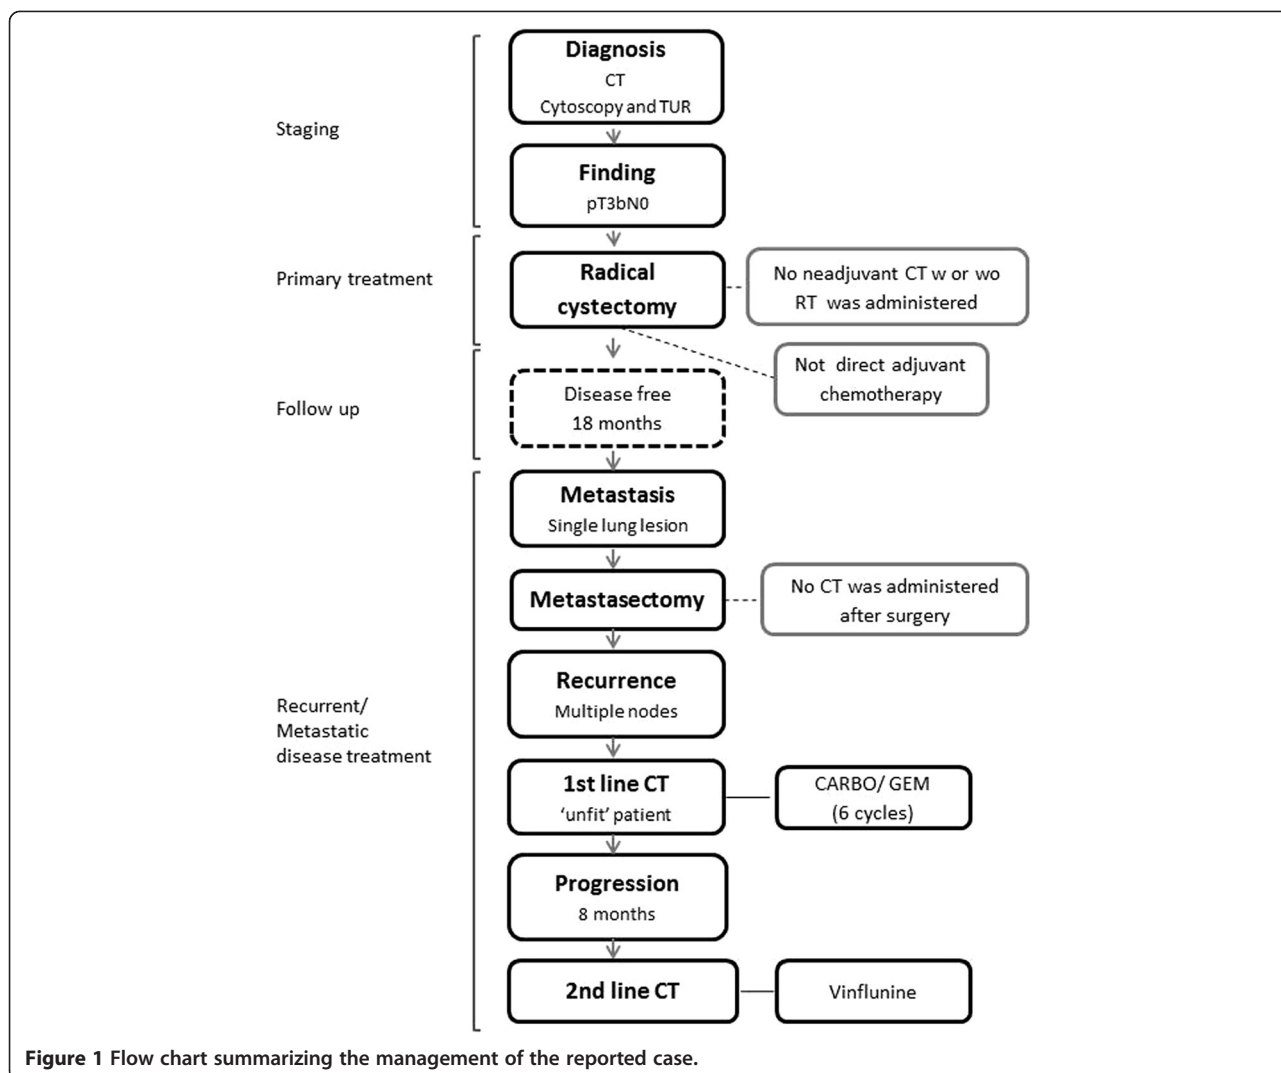 Diagnosis
CT
Cytoscopy and TUR
Staging
Finding
pT3bN0
Primary treatment
Radical
cystectomy
No neadjuvant CT w or wo
RT was administered
Not direct adjuvant
chemotherapy
Follow up
Disease free
18 months
Metastasis
Single lung lesion
Metastasectomy
No CT was administered
after surgery
Recurrence
Multiple nodes
Recurrent/
Metastatic
disease treatment
1st line CT
‘unfit’ patient
CARBO/ GEM
(6 cycles)
Progression
8 months
2nd line CT
Vinflunine
Figure 1 Flow chart summarizing the management of the reported case.